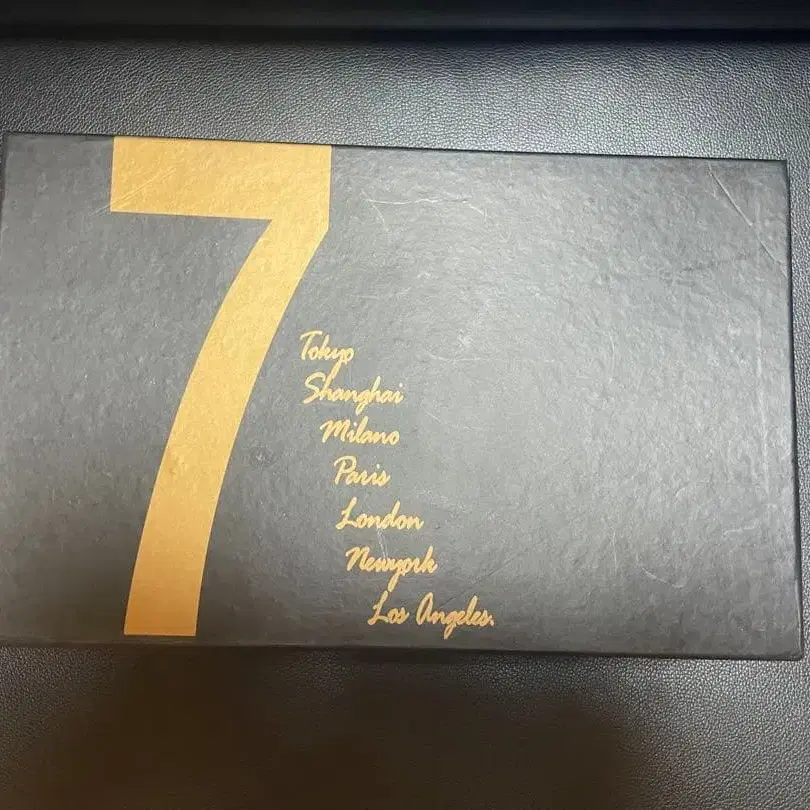 7
Tokyo
Shanghai
Milano
Paris
London
Newyork
Los Angeles.